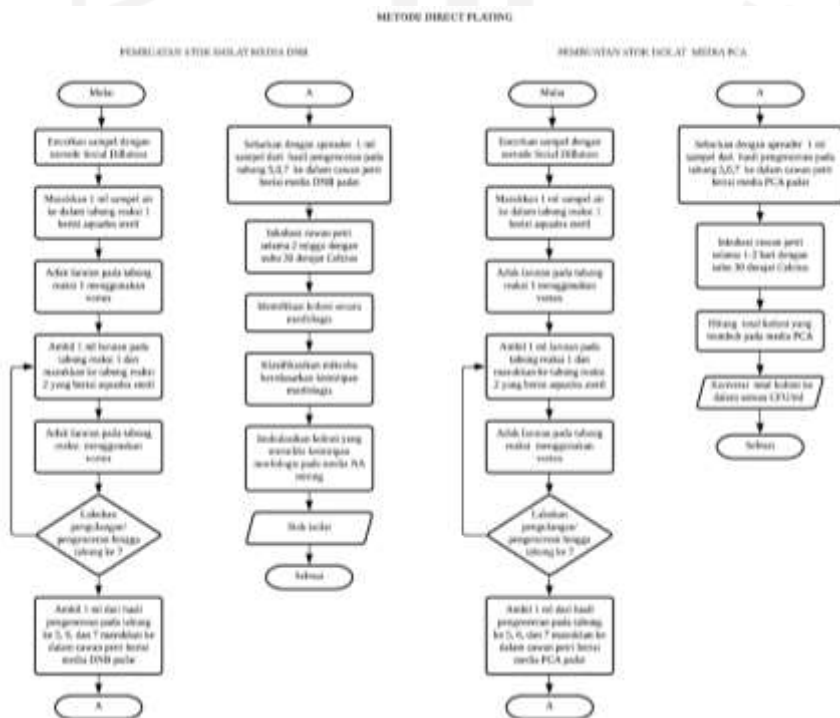 METODE DIRECT PLATING
PEMBUATAN STOK ISOLAT MEDIA DNB
Mulai
Encerkan sampel dengan
metode Serial Dillution
Masukkan 1 ml sampel air
ke dalam tabung reaksi 1
berisi aquades steril
Aduk larutan pada tabung
reaksi 1 menggunakan
vortex
Ambil 1 ml larutan pada
tabung reaksi 1 dan
masukkan ke tabung reaksi
2 yang berisi aquades steril
Aduk larutan pada tabung
reaksi menggunakan
vortex
Lakukan
pengulangan/
pengenceran hingga
tabung ke 7
Ambil 1 ml dari hasil
pengenceran pada tabung
ke 5, 6, dan 7 masukkan ke
dalam cawan petri berisi
media DNB padat
A
A
Sebarkan dengan spreader 1 ml
sampel dari hasil pengenceran pada
tabung 5,6,7 ke dalam cawan petri
berisi media DNB padat
Inkubasi cawan petri
selama 2 minggu dengan
suhu 30 derajat Celcius
koloni secara
morfologis
Klasifikasikan mikroba
berdasarkan kemiripan
morfologis
koloni yang
memiliki kemiripan
morfologis pada media NA
miring
Stok isolat
Selesai
PEMBUATAN STOK ISOLAT MEDIA PCA
Mulai
Encerkan sampel dengan
metode Serial Dillution
Masukkan 1 ml sampel air
ke dalam tabung reaksi 1
berisi aquades steril
Aduk larutan pada tabung
reaksi 1 menggunakan
vortex
Ambil 1 ml larutan pada
tabung reaksi 1 dan
masukkan ke tabung reaksi
2 yang berisi aquades steril
Aduk larutan pada tabung
reaksi menggunakan
vortex
Lakukan
pengulangan/
pengenceran hingga
tabung ke 7
Ambil 1 ml dari hasil
pengenceran pada tabung
ke 5, 6, dan 7 masukkan ke
dalam cawan petri berisi
media PCA padat
A
A
Sebarkan dengan spreader 1 ml
sampel dari hasil pengenceran pada
tabung 5,6,7 ke dalam cawan petri
berisi media PCA padat
Inkubasi cawan petri
selama 1-2 hari dengan
suhu 30 derajat Celcius
Hitung total koloni yang
tumbuh pada media PCA
Konversi total koloni ke
dalam satuan CFU/ml
Selesai